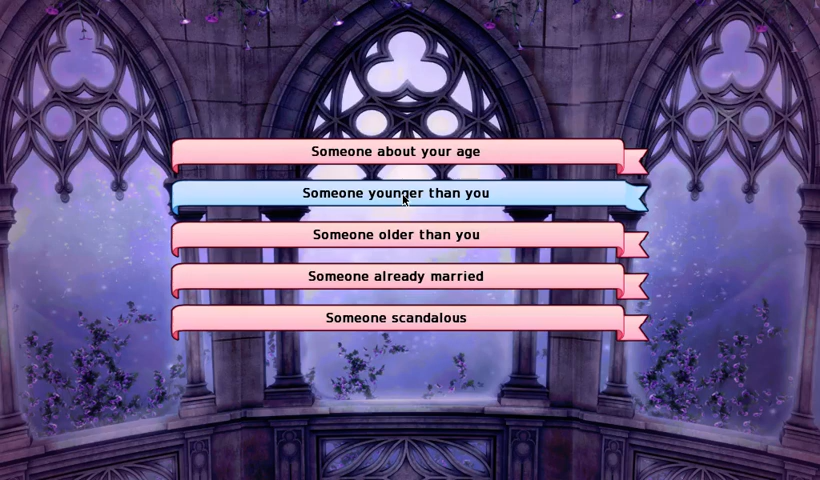 Someone about your age
Someone younger than you
Someone older than you
Someone already married
Someone scandalous